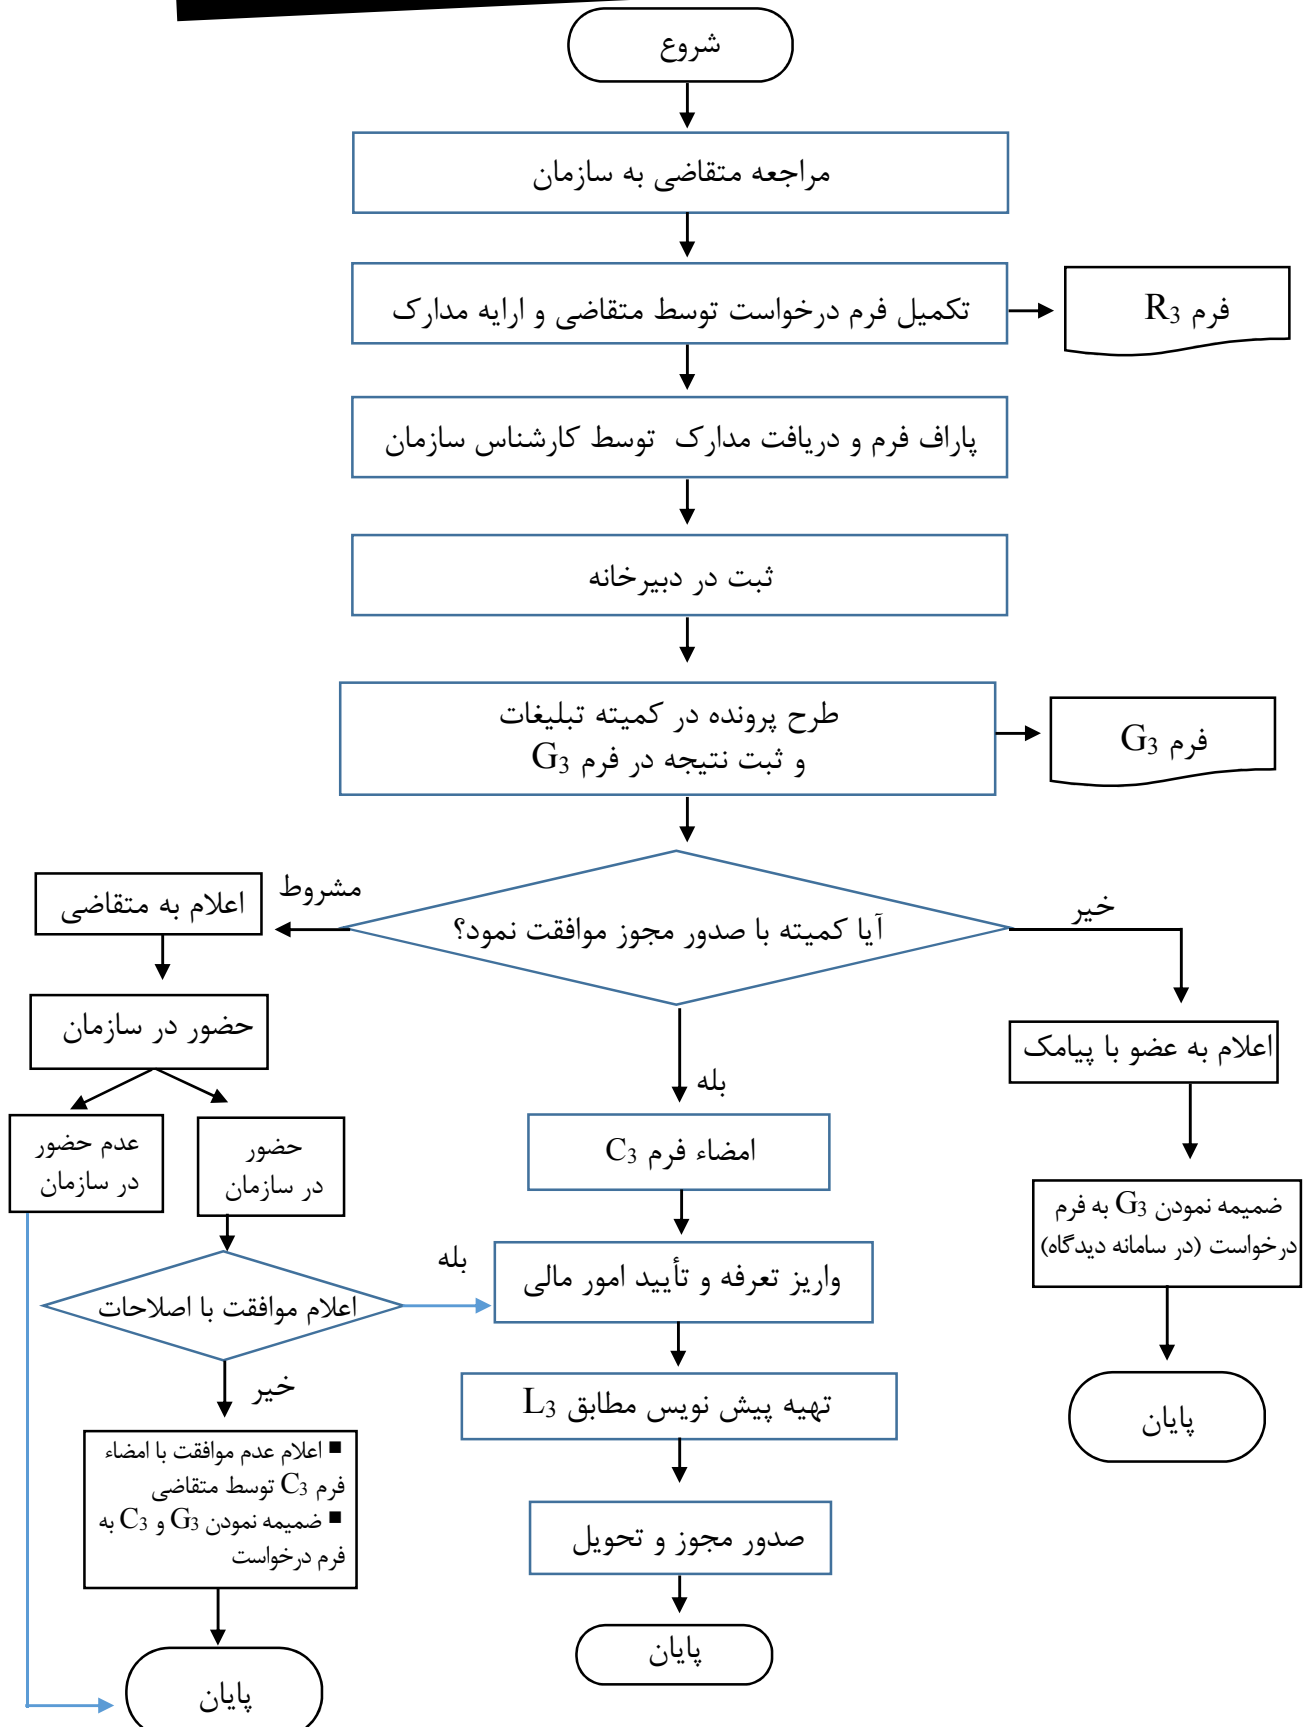 شروع
مراجعه متقاضی به سازمان
تکمیل فرم درخواست توسط متقاضی و ارایه مدارک
فرم R3
پاراف فرم و دریافت مدارک توسط کارشناس سازمان
ثبت در دبیرخانه
طرح پرونده در کمیته تبلیغات
و ثبت نتیجه در فرم G3
فرم G3
آیا کمیته با صدور مجوز موافقت نمود؟
خیر
مشروط
بله
اعلام به عضو با پیامک
ضمیمه نمودن G3 به فرم
درخواست (در سامانه دیدگاه)
پایان
امضاء فرم C3
واریز تعرفه و تأیید امور مالی
تهیه پیش نویس مطابق L3
صدور مجوز و تحویل
پایان
اعلام به متقاضی
حضور در سازمان
حضور
در سازمان
عدم حضور
در سازمان
اعلام موافقت با اصلاحات
بله
خیر
▪ اعلام عدم موافقت با امضاء
فرم C3 توسط متقاضی
▪ ضمیمه نمودن G3 و C3 به
فرم درخواست
پایان